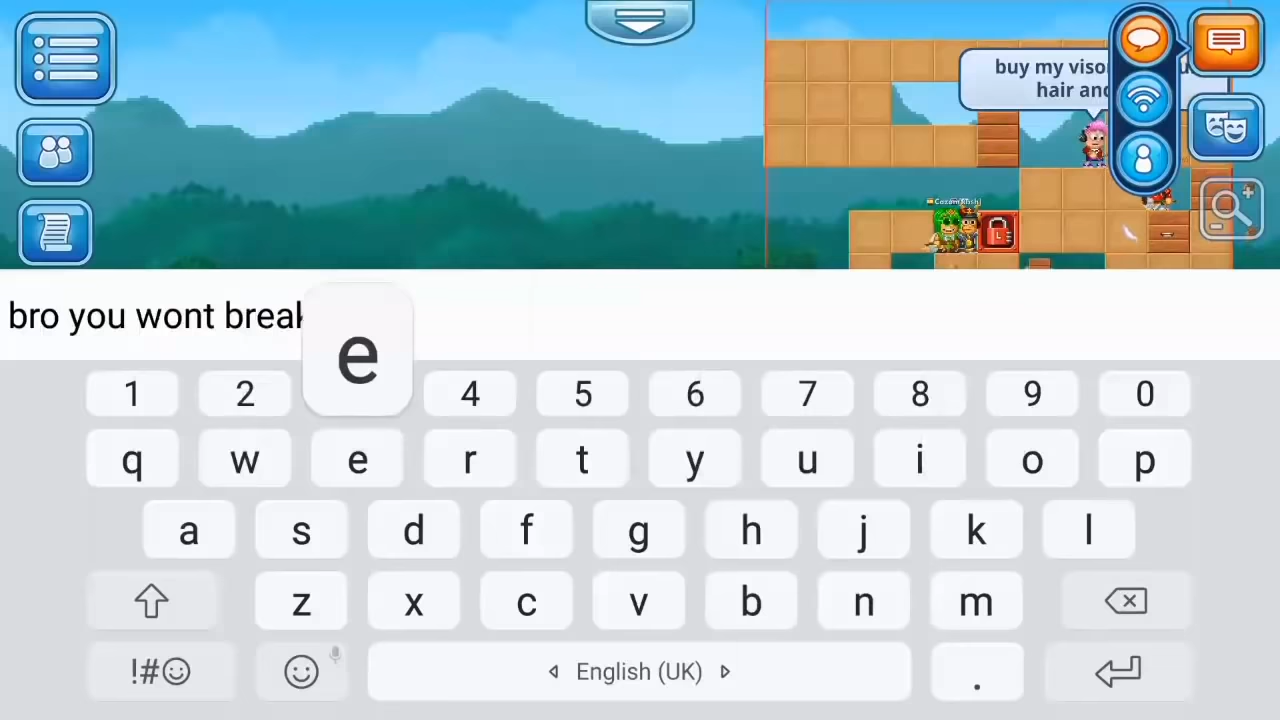 buy my viso
hair and
bro you wont break
e
1 2 4 5 6 7 8 9 0
q w e r t y u i o p
a s d f g h j k l
z x c v b n m
!#
English (UK)
.